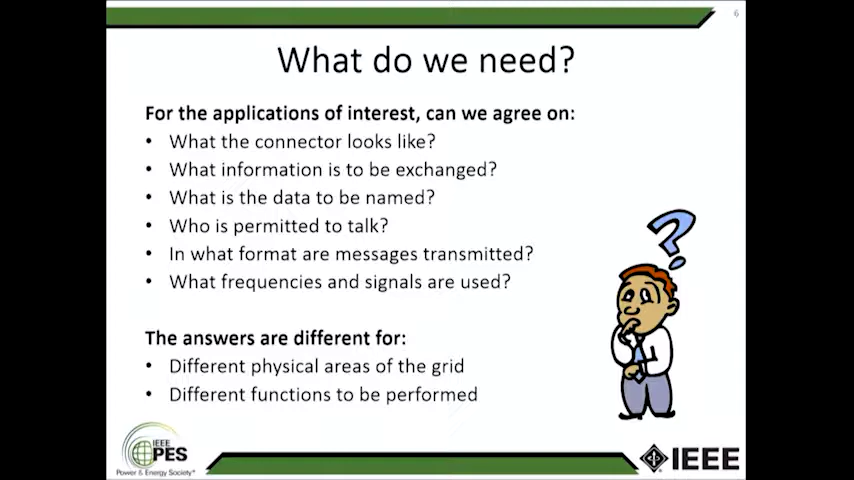 6
What do we need?
For the applications of interest, can we agree on:
• What the connector looks like?
• What information is to be exchanged?
• What is the data to be named?
• Who is permitted to talk?
• In what format are messages transmitted?
• What frequencies and signals are used?
The answers are different for:
• Different physical areas of the grid
• Different functions to be performed
IEEE
PES
Power & Energy Society®
IEEE